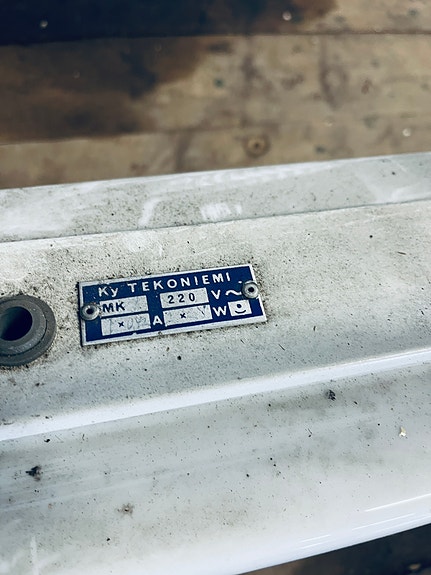 Ky TEKONIEMI
MK 220 V~
A W